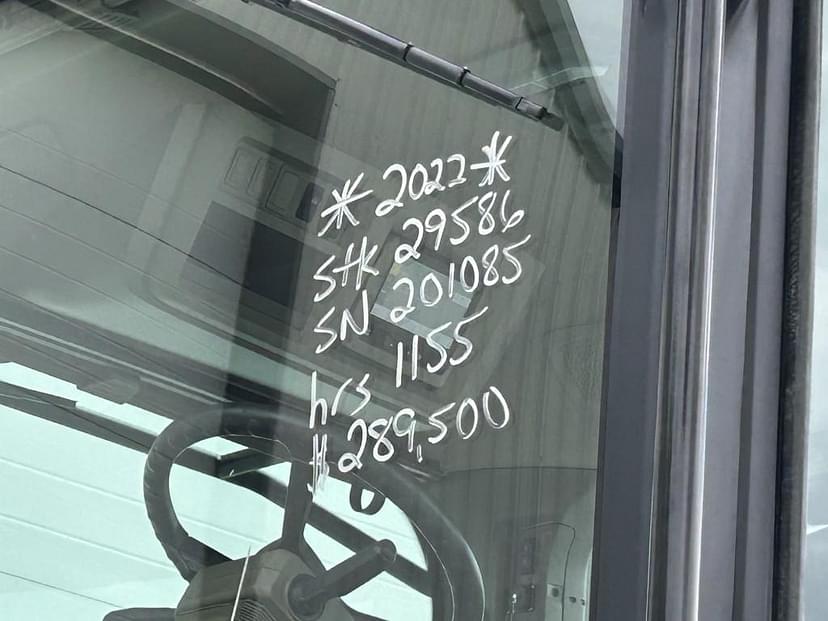 * 2022 *
Stk 29586
SN 201085
hrs 1155
$289,500